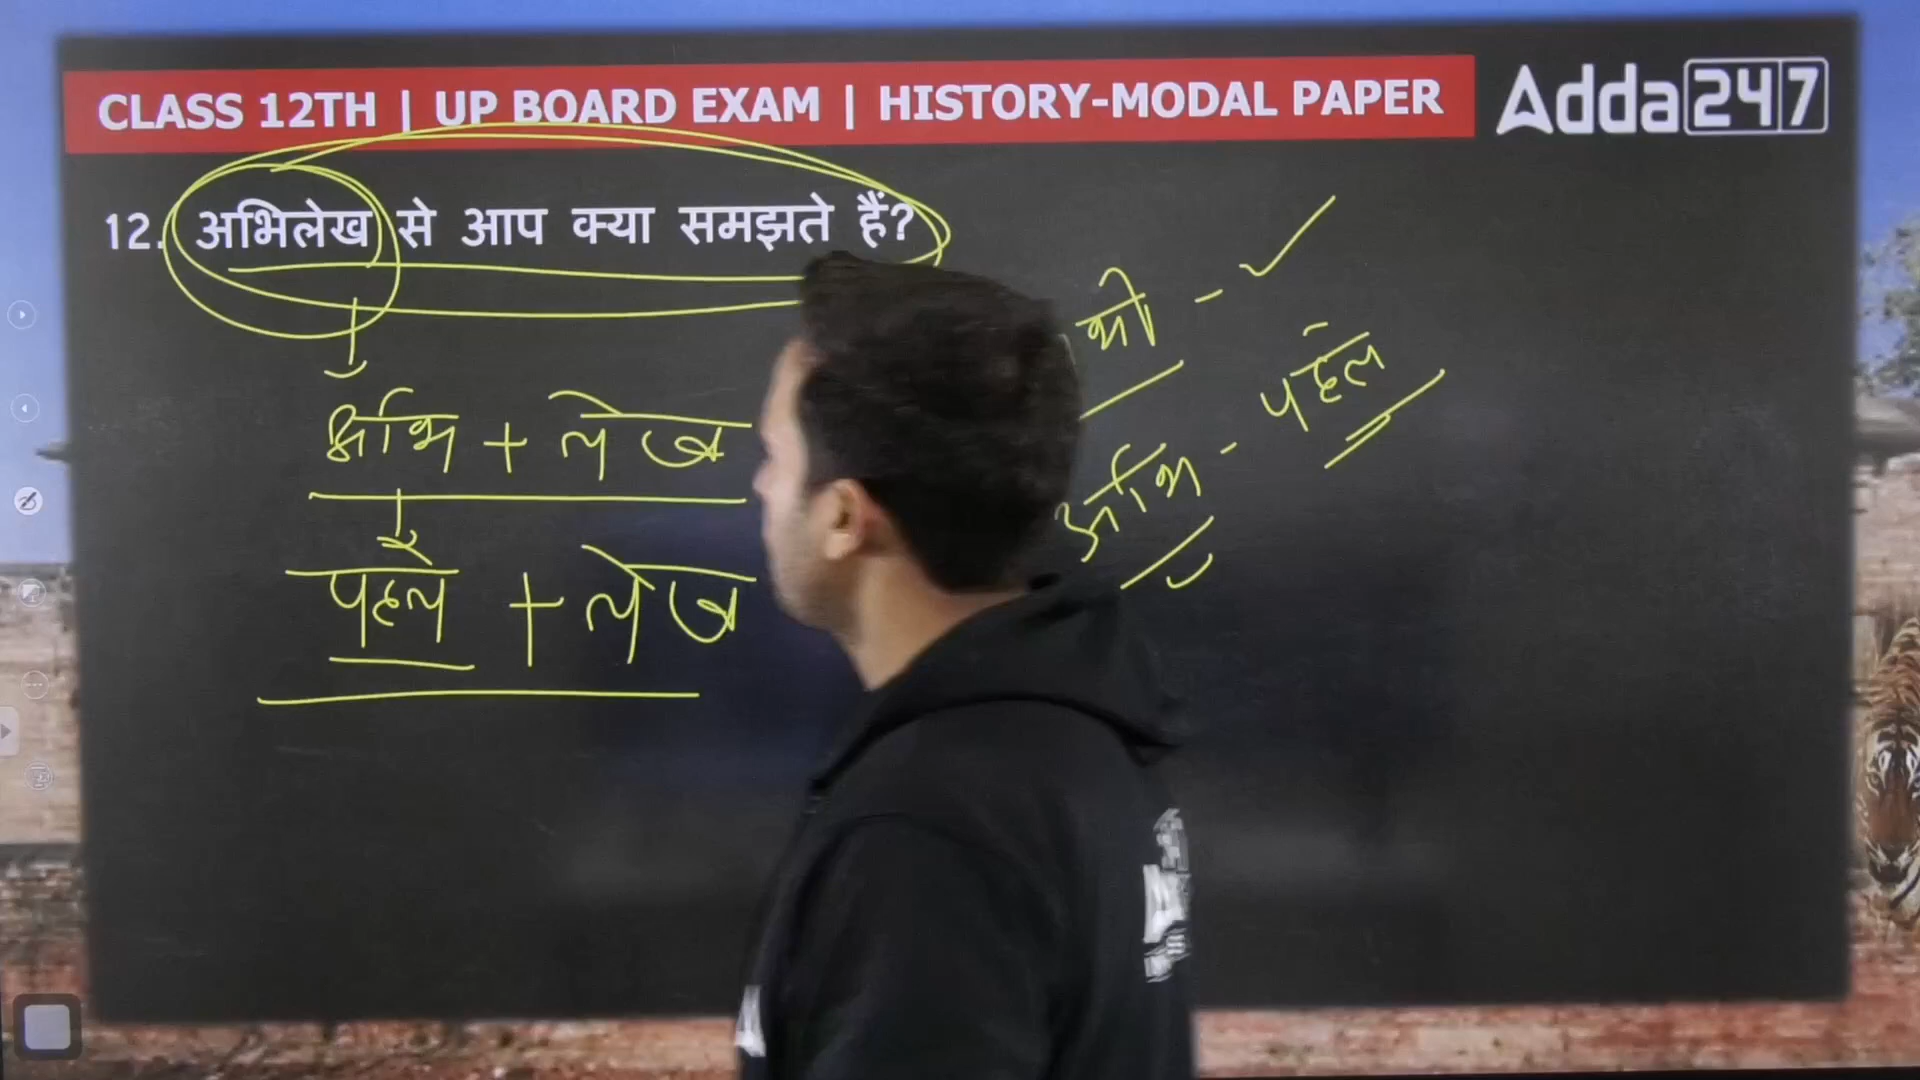 CLASS 12TH | UP BOARD EXAM | HISTORY-MODAL PAPER
Adda247
12. अभिलेख से आप क्या समझते हैं?
अभि + लेख
पहले + लेख
भी -
अभि - पहले